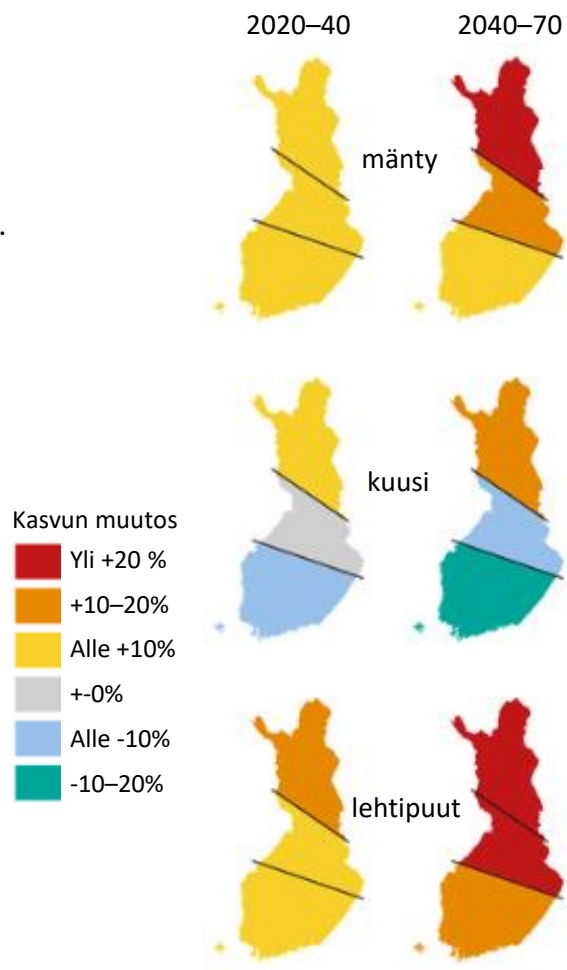 2020–40
2040–70
.
mänty
kuusi
Kasvun muutos
Yli +20 %
+10–20%
Alle +10%
+-0%
Alle -10%
-10–20%
lehtipuut